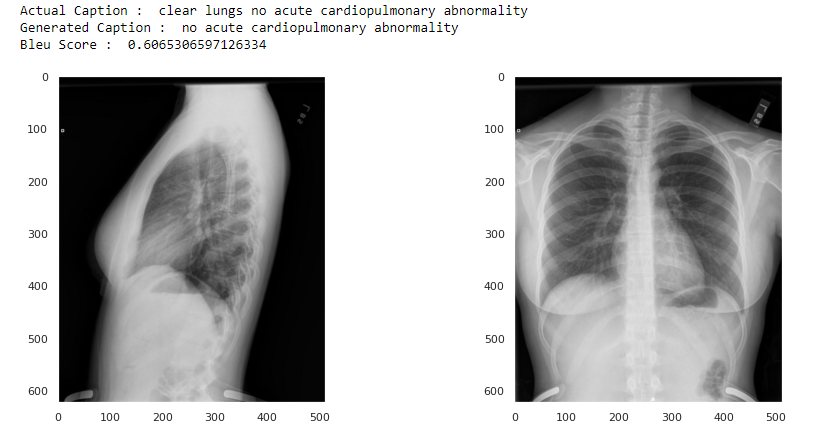 Actual Caption :  clear lungs no acute cardiopulmonary abnormality
Generated Caption :  no acute cardiopulmonary abnormality
Bleu Score :  0.6065306597126334
0
100
200
300
400
500
600
0 100 200 300 400 500
0
100
200
300
400
500
600
0 100 200 300 400 500